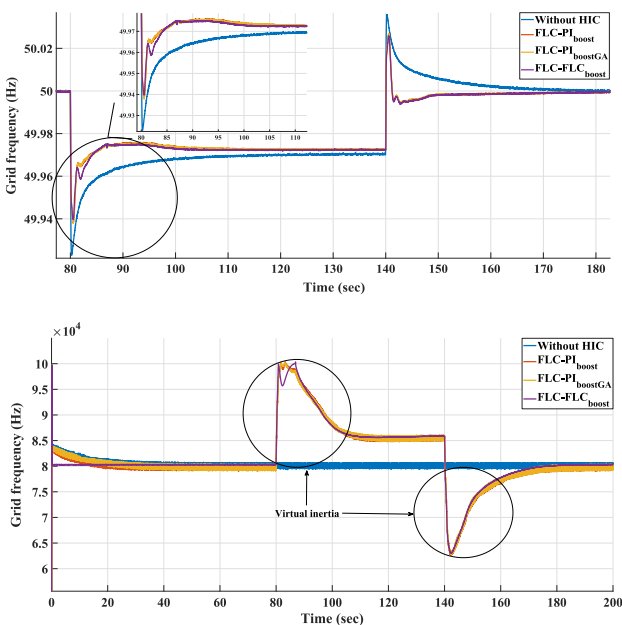 50.02
50
49.98
49.96
49.94
Grid frequency (Hz)
49.97
49.96
49.95
49.94
49.93
80 85 90 95 100 105 110
Without HIC
FLC-PIboost
FLC-PIboostGA
FLC-FLCboost
80 90 100 110 120 130 140 150 160 170 180
Time (sec)
×10⁴
10
9.5
9
8.5
80
7.5
7
6.5
6
Grid frequency (Hz)
Without HIC
FLC-PIboost
FLC-PIboostGA
FLC-FLCboost
Virtual inertia
0 20 40 60 80 100 120 140 160 180 200
Time (sec)